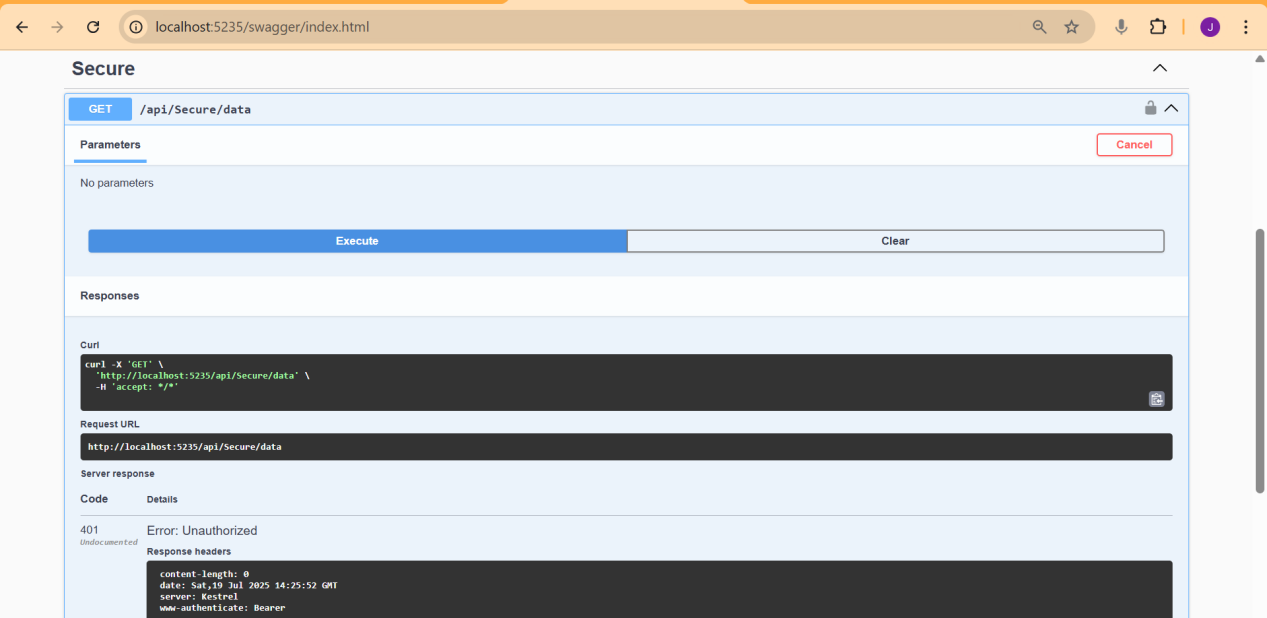 localhost:5235/swagger/index.html
J
Secure
GET /api/Secure/data
Parameters
Cancel
No parameters
Execute
Clear
Responses
Curl
curl -X 'GET' \
'http://localhost:5235/api/Secure/data' \
-H 'accept: */*'
Request URL
http://localhost:5235/api/Secure/data
Server response
Code Details
401 Error: Unauthorized
Undocumented
Response headers
content-length: 0
date: Sat,19 Jul 2025 14:25:52 GMT
server: Kestrel
www-authenticate: Bearer